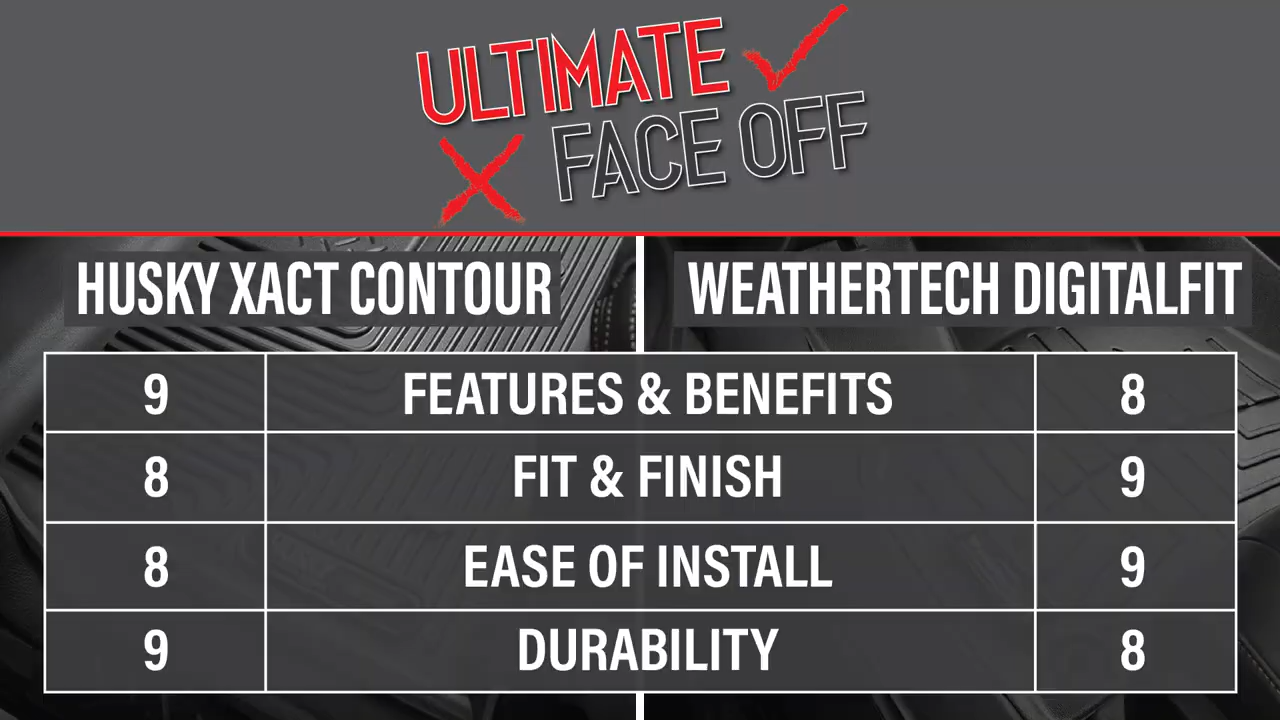 ULTIMATE
FACE OFF
HUSKY XACT CONTOUR
WEATHERTECH DIGITALFIT
9 FEATURES & BENEFITS 8
8 FIT & FINISH 9
8 EASE OF INSTALL 9
9 DURABILITY 8